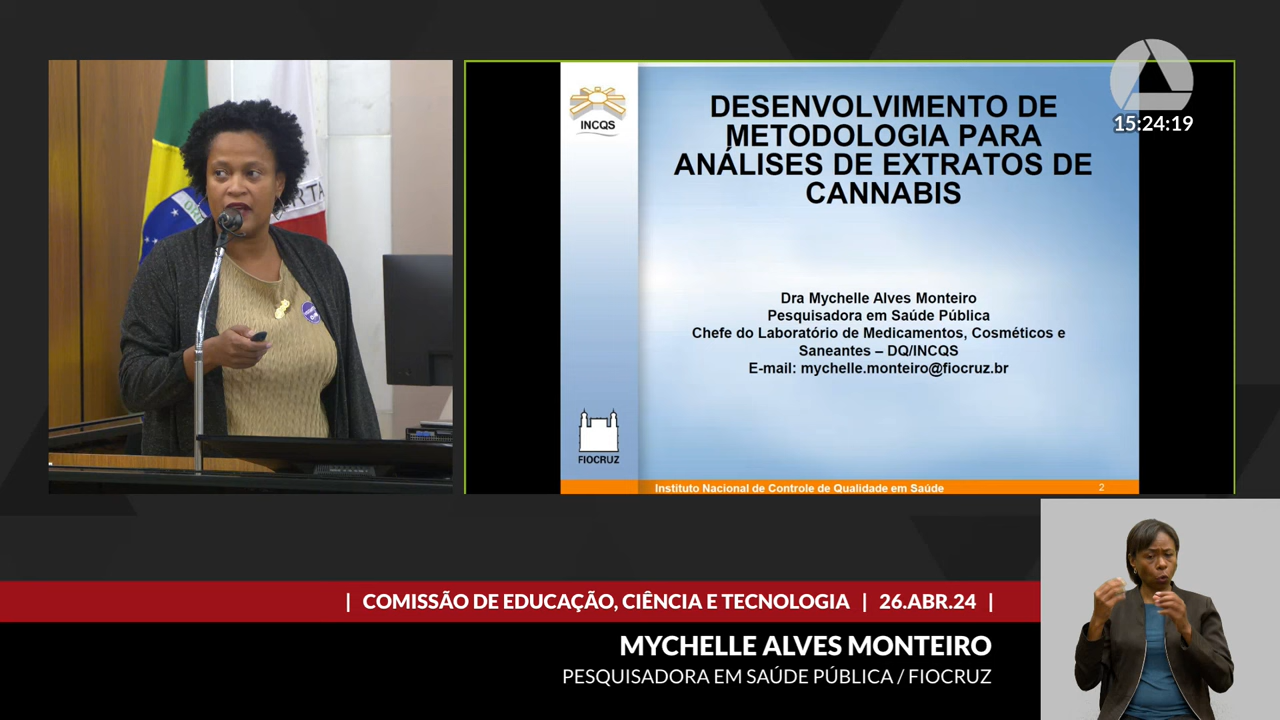 15:24:19
INCQS
DESENVOLVIMENTO DE
METODOLOGIA PARA
ANÁLISES DE EXTRATOS DE
CANNABIS
Dra Mychelle Alves Monteiro
Pesquisadora em Saúde Pública
Chefe do Laboratório de Medicamentos, Cosméticos e
Saneantes – DQ/INCQS
E-mail: mychelle.monteiro@fiocruz.br
FIOCRUZ
Instituto Nacional de Controle de Qualidade em Saúde
2
| COMISSÃO DE EDUCAÇÃO, CIÊNCIA E TECNOLOGIA | 26.ABR.24 |
MYCHELLE ALVES MONTEIRO
PESQUISADORA EM SAÚDE PÚBLICA / FIOCRUZ